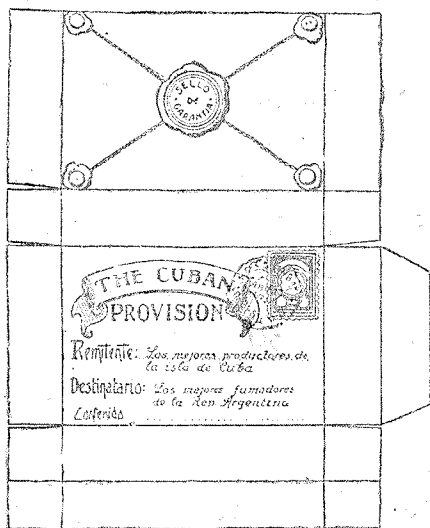 SELLO
DE
GARANTIA
THE CUBAN
PROVISION
Remitente: Los mejores productores de
la isla de Cuba
Destinatario: Los mejores fumadores
de la Rep Argentina